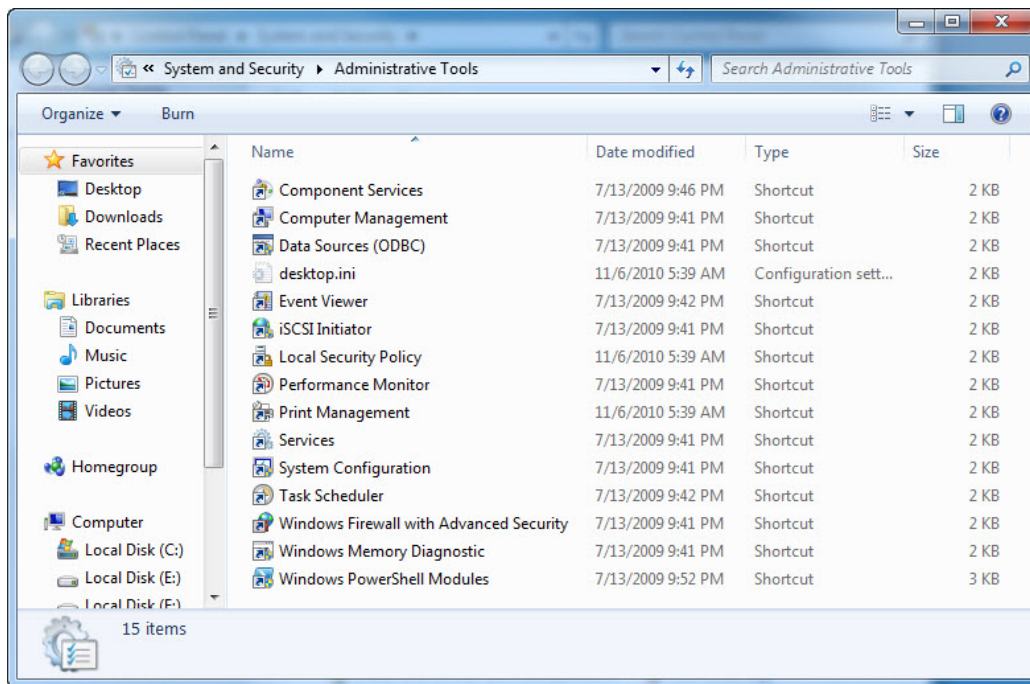 « System and Security ▸ Administrative Tools
Search Administrative Tools
Organize Burn
Favorites
Desktop
Downloads
Recent Places
Libraries
Documents
Music
Pictures
Videos
Homegroup
Computer
Local Disk (C:)
Local Disk (E:)
Local Disk (F:)
Name Date modified Type Size
Component Services 7/13/2009 9:46 PM Shortcut 2 KB
Computer Management 7/13/2009 9:41 PM Shortcut 2 KB
Data Sources (ODBC) 7/13/2009 9:41 PM Shortcut 2 KB
desktop.ini 11/6/2010 5:39 AM Configuration sett... 2 KB
Event Viewer 7/13/2009 9:42 PM Shortcut 2 KB
iSCSI Initiator 7/13/2009 9:41 PM Shortcut 2 KB
Local Security Policy 11/6/2010 5:39 AM Shortcut 2 KB
Performance Monitor 7/13/2009 9:41 PM Shortcut 2 KB
Print Management 11/6/2010 5:39 AM Shortcut 2 KB
Services 7/13/2009 9:41 PM Shortcut 2 KB
System Configuration 7/13/2009 9:41 PM Shortcut 2 KB
Task Scheduler 7/13/2009 9:42 PM Shortcut 2 KB
Windows Firewall with Advanced Security 7/13/2009 9:41 PM Shortcut 2 KB
Windows Memory Diagnostic 7/13/2009 9:41 PM Shortcut 2 KB
Windows PowerShell Modules 7/13/2009 9:52 PM Shortcut 3 KB
15 items